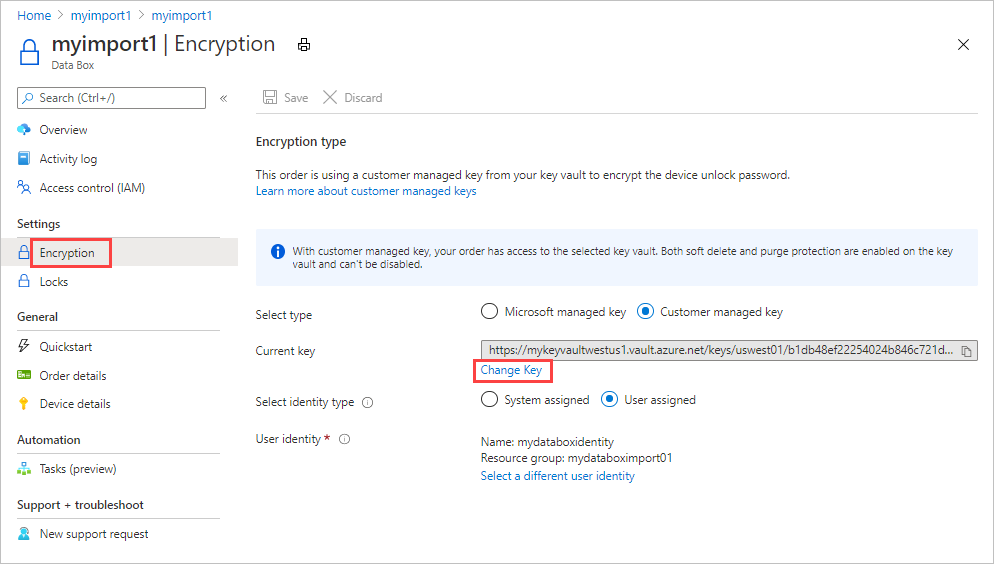 Home > myimport1 > myimport1
myimport1 | Encryption
Data Box
Search (Ctrl+/)
«
Save
Discard
Overview
Activity log
Access control (IAM)
Settings
Encryption
Locks
General
Quickstart
Order details
Device details
Automation
Tasks (preview)
Support + troubleshoot
New support request
Encryption type
This order is using a customer managed key from your key vault to encrypt the device unlock password.
Learn more about customer managed keys
With customer managed key, your order has access to the selected key vault. Both soft delete and purge protection are enabled on the key
vault and can't be disabled.
Select type
Microsoft managed key
Customer managed key
Current key
https://mykeyvaultwestus1.vault.azure.net/keys/uswest01/b1db48ef22254024b846c721d...
Change Key
Select identity type
System assigned
User assigned
User identity *
Name: mydataboxidentity
Resource group: mydataboximport01
Select a different user identity